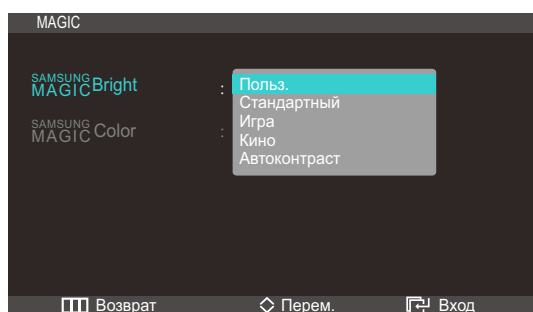 MAGIC
SAMSUNG
MAGIC Bright : Польз.
Стандартный
Игра
Кино
Автоконтраст
SAMSUNG
MAGIC Color :
Возврат Перем. Вход